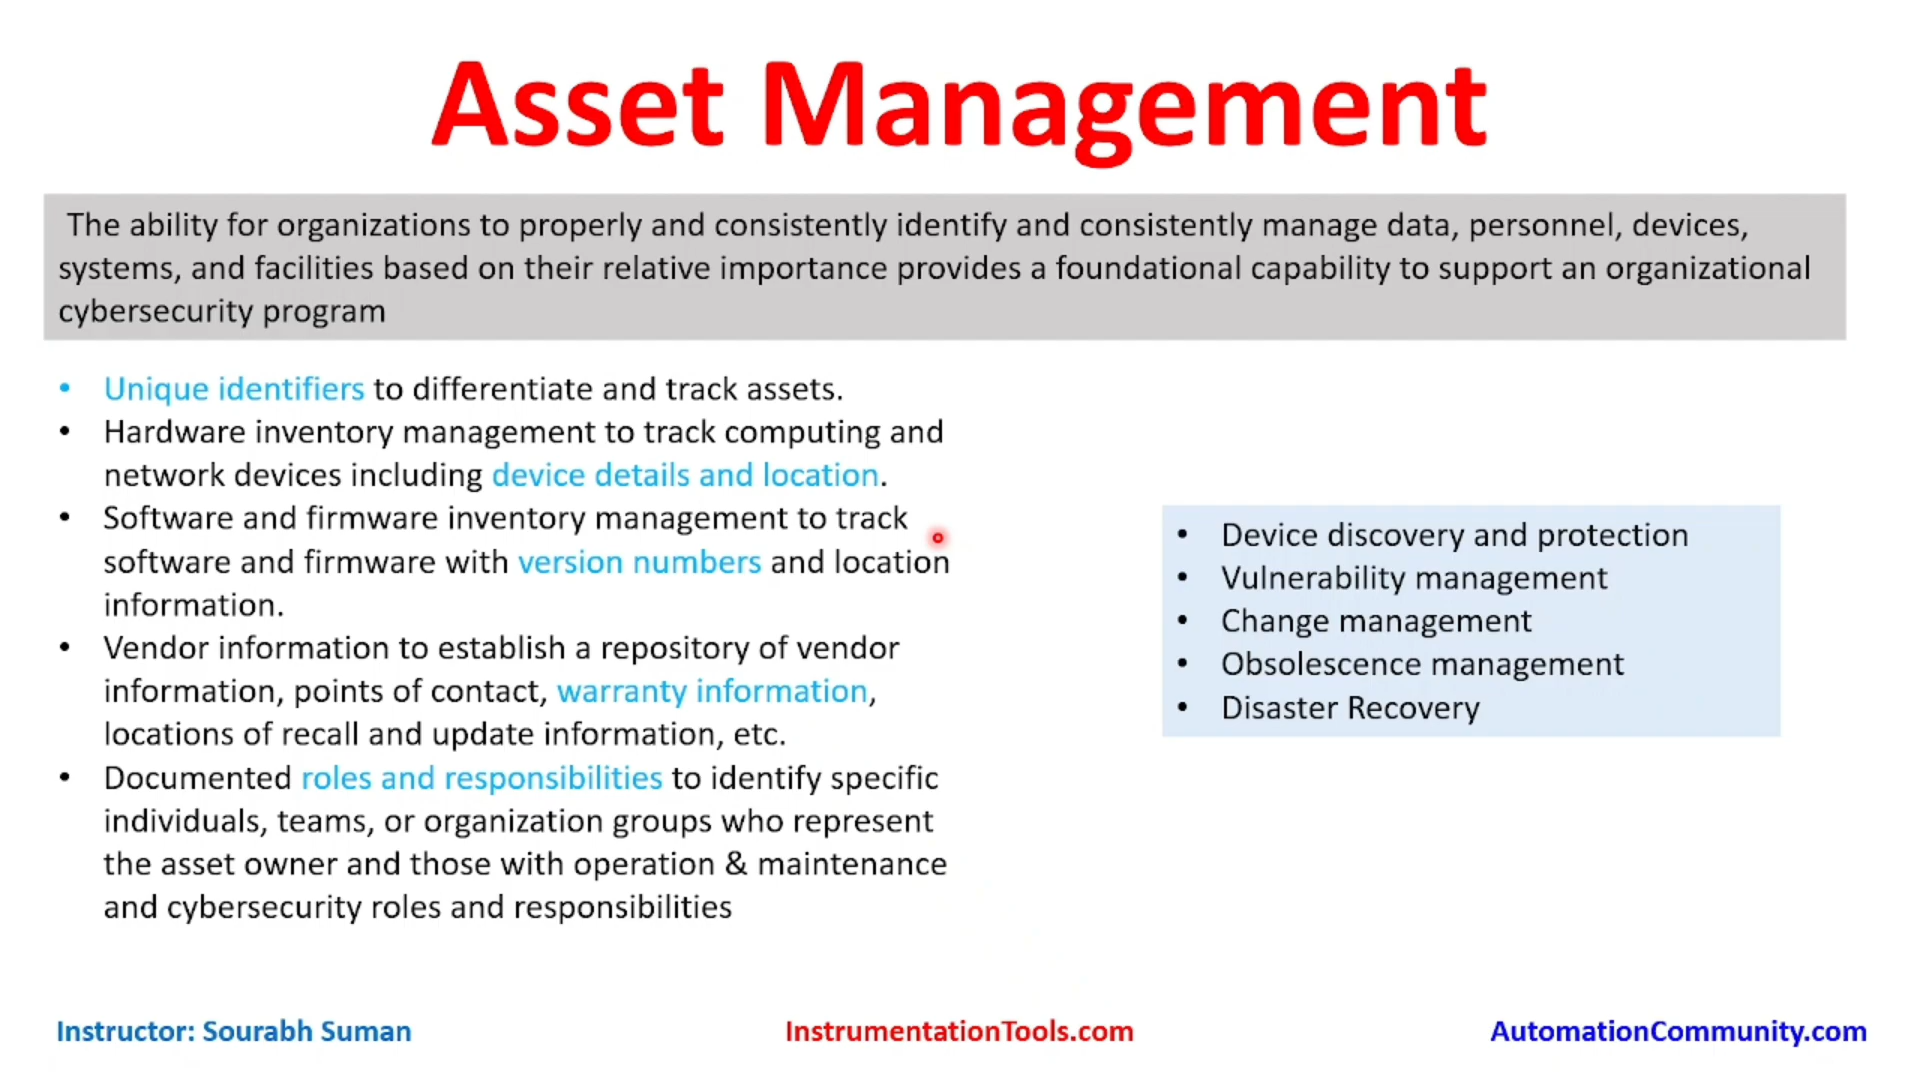 Asset Management
The ability for organizations to properly and consistently identify and consistently manage data, personnel, devices,
systems, and facilities based on their relative importance provides a foundational capability to support an organizational
cybersecurity program
• Unique identifiers to differentiate and track assets.
• Hardware inventory management to track computing and
network devices including device details and location.
• Software and firmware inventory management to track
software and firmware with version numbers and location
information.
• Vendor information to establish a repository of vendor
information, points of contact, warranty information,
locations of recall and update information, etc.
• Documented roles and responsibilities to identify specific
individuals, teams, or organization groups who represent
the asset owner and those with operation & maintenance
and cybersecurity roles and responsibilities
• Device discovery and protection
• Vulnerability management
• Change management
• Obsolescence management
• Disaster Recovery
Instructor: Sourabh Suman
InstrumentationTools.com
AutomationCommunity.com